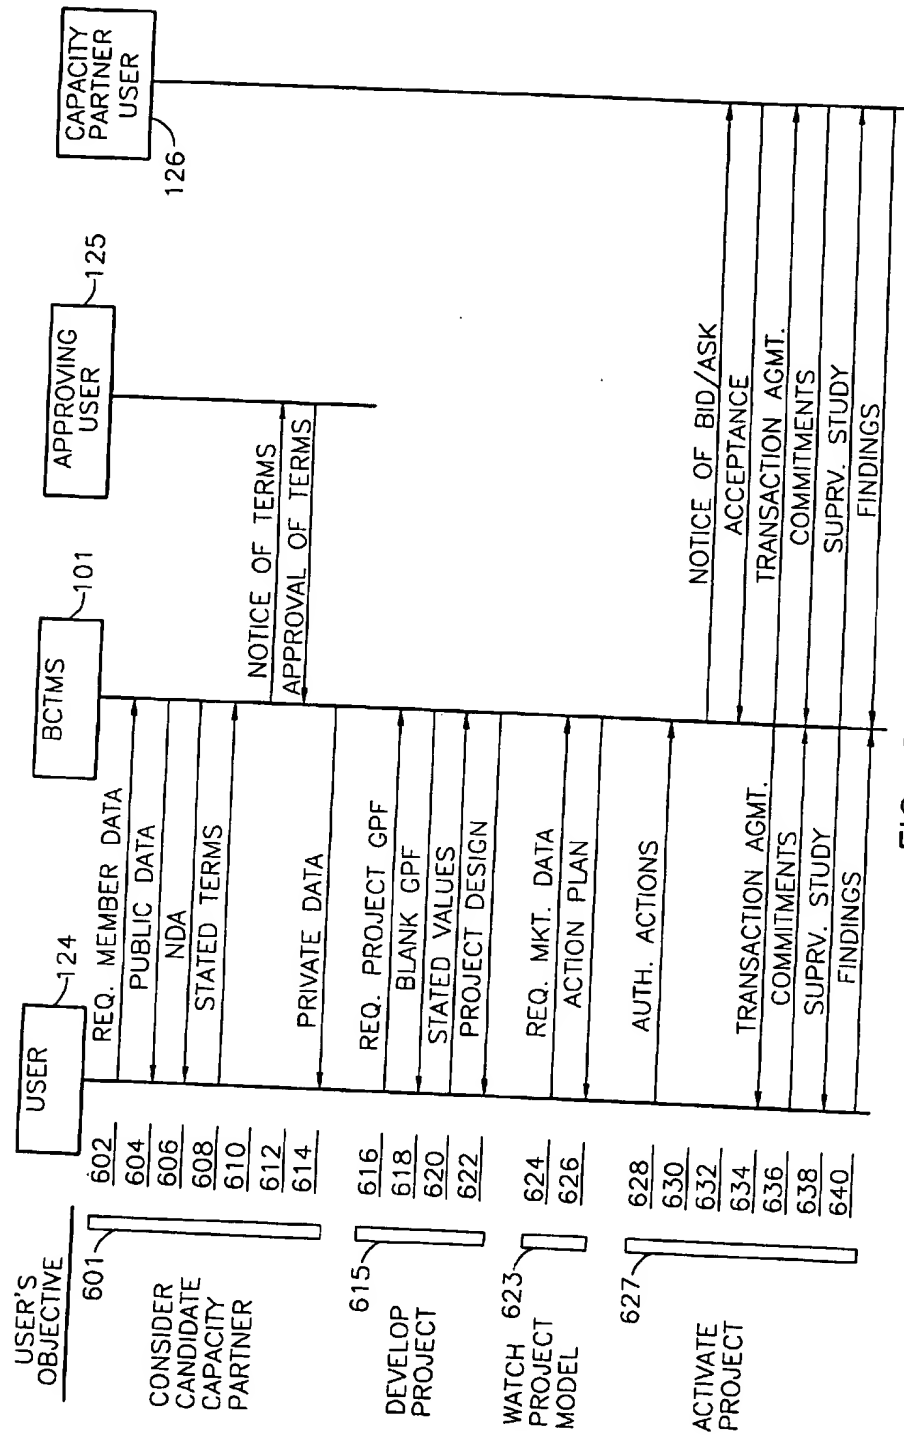 USER'S
OBJECTIVE
USER
124
BCTMS
101
APPROVING
USER
125
CAPACITY
PARTNER
USER
126
CONSIDER
CANDIDATE
CAPACITY
PARTNER
601
602
REQ. MEMBER DATA
604
PUBLIC DATA
606
NDA
608
STATED TERMS
610
NOTICE OF TERMS
612
APPROVAL OF TERMS
614
PRIVATE DATA
DEVELOP
PROJECT
615
616
REQ. PROJECT GPF
618
BLANK GPF
620
STATED VALUES
622
PROJECT DESIGN
WATCH
PROJECT
MODEL
623
624
REQ. MKT. DATA
626
ACTION PLAN
ACTIVATE
PROJECT
627
628
AUTH. ACTIONS
630
NOTICE OF BID/ASK
632
ACCEPTANCE
634
TRANSACTION AGMT.
TRANSACTION AGMT.
636
COMMITMENTS
COMMITMENTS
638
SUPRV. STUDY
SUPRV. STUDY
640
FINDINGS
FINDINGS